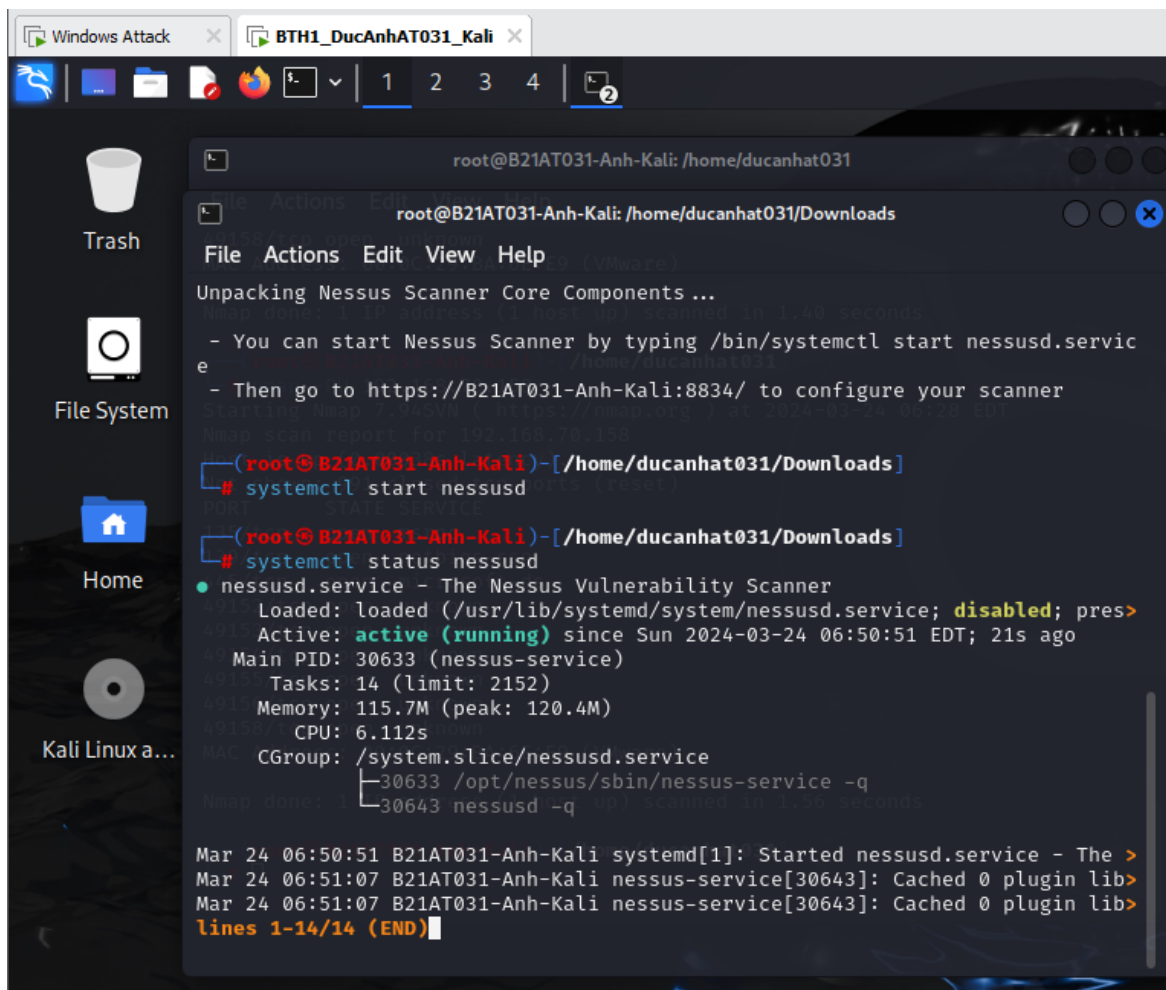 Windows Attack
BTH1_DucAnhAT031_Kali
1 2 3 4
2
Trash
File System
Home
Kali Linux a...
root@B21AT031-Anh-Kali: /home/ducanhat031
root@B21AT031-Anh-Kali: /home/ducanhat031/Downloads
File Actions Edit View Help
Unpacking Nessus Scanner Core Components ...
- You can start Nessus Scanner by typing /bin/systemctl start nessusd.servic
e
- Then go to https://B21AT031-Anh-Kali:8834/ to configure your scanner
┌──(root㉿B21AT031-Anh-Kali)-[/home/ducanhat031/Downloads]
└─# systemctl start nessusd
┌──(root㉿B21AT031-Anh-Kali)-[/home/ducanhat031/Downloads]
└─# systemctl status nessusd
● nessusd.service - The Nessus Vulnerability Scanner
Loaded: loaded (/usr/lib/systemd/system/nessusd.service; disabled; pres>
Active: active (running) since Sun 2024-03-24 06:50:51 EDT; 21s ago
Main PID: 30633 (nessus-service)
Tasks: 14 (limit: 2152)
Memory: 115.7M (peak: 120.4M)
CPU: 6.112s
CGroup: /system.slice/nessusd.service
├─30633 /opt/nessus/sbin/nessus-service -q
└─30643 nessusd -q
Mar 24 06:50:51 B21AT031-Anh-Kali systemd[1]: Started nessusd.service - The >
Mar 24 06:51:07 B21AT031-Anh-Kali nessus-service[30643]: Cached 0 plugin lib>
Mar 24 06:51:07 B21AT031-Anh-Kali nessus-service[30643]: Cached 0 plugin lib>
lines 1-14/14 (END)